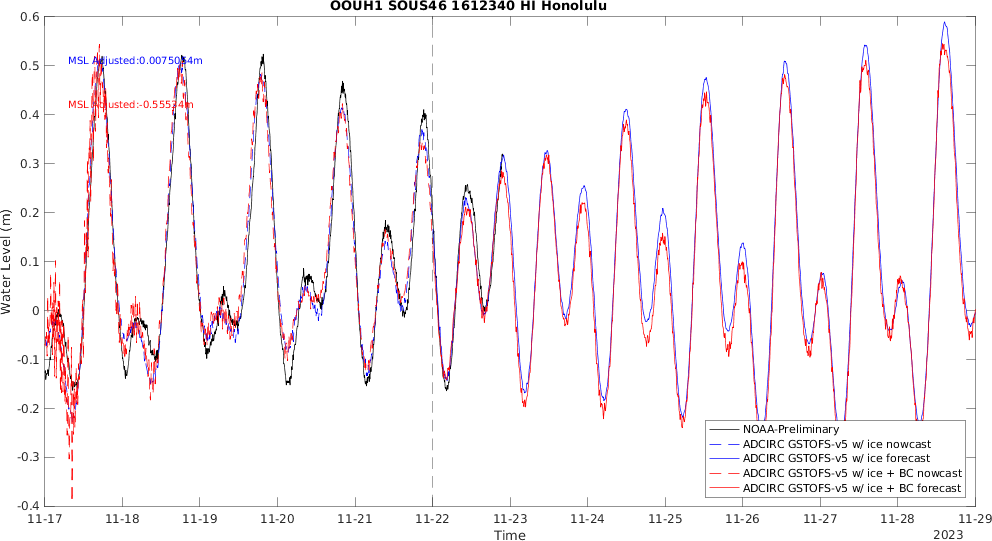 OOUH1 SOUS46 1612340 HI Honolulu
0.6
0.5
0.4
0.3
0.2
0.1
0
-0.1
-0.2
-0.3
-0.4
Water Level (m)
MSL Adjusted:0.0075054m
MSL Adjusted:-0.55534m
NOAA-Preliminary
ADCIRC GSTOFS-v5 w/ ice nowcast
ADCIRC GSTOFS-v5 w/ ice forecast
ADCIRC GSTOFS-v5 w/ ice + BC nowcast
ADCIRC GSTOFS-v5 w/ ice + BC forecast
11-17 11-18 11-19 11-20 11-21 11-22 11-23 11-24 11-25 11-26 11-27 11-28 11-29
Time
2023